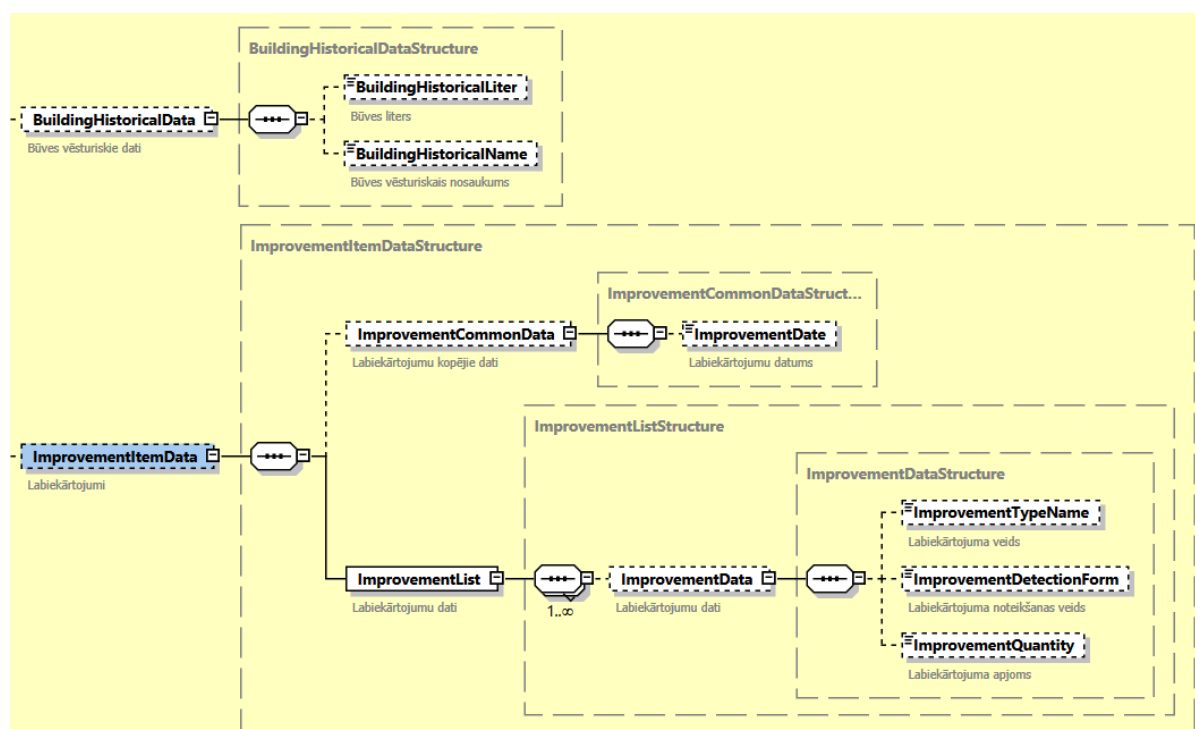 BuildingHistoricalDataStructure
BuildingHistoricalLiter
Būves liters
BuildingHistoricalData
Būves vēsturiskie dati
BuildingHistoricalName
Būves vēsturiskais nosaukums
ImprovementItemDataStructure
ImprovementCommonDataStruct...
ImprovementCommonData
Labiekārtojumu kopējie dati
ImprovementDate
Labiekārtojumu datums
ImprovementListStructure
ImprovementItemData
Labiekārtojumi
ImprovementDataStructure
ImprovementTypeName
Labiekārtojuma veids
ImprovementList
Labiekārtojumu dati
1..∞
ImprovementData
Labiekārtojumu dati
ImprovementDetectionForm
Labiekārtojuma noteikšanas veids
ImprovementQuantity
Labiekārtojuma apjoms